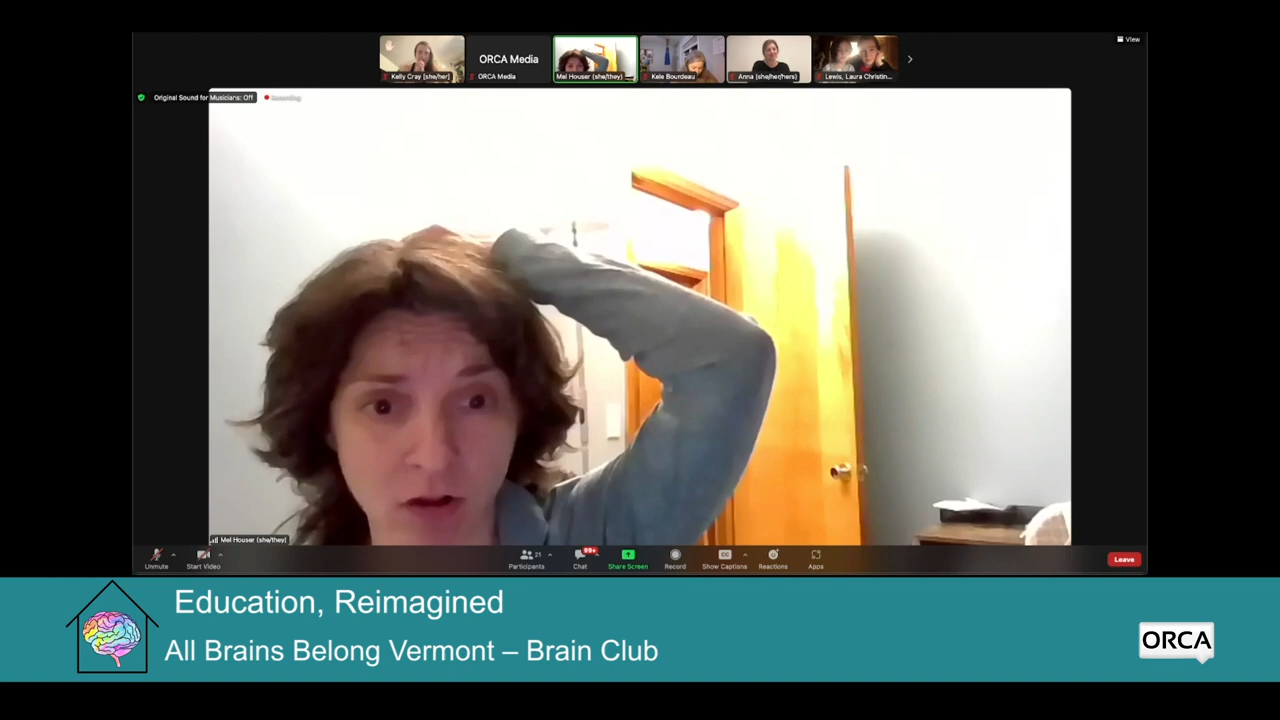 View
ORCA Media
Kelly Cray [she/her]
ORCA Media
Mel Houser (she/they)
Kele Bourdeau
Anna (she/her/hers)
Lewis, Laura Christin...
Original Sound for Musicians: Off
Recording
Mel Houser (she/they)
Unmute
Start Video
21
Participants
99+
Chat
Share Screen
Record
CC
Show Captions
Reactions
Apps
Leave
Education, Reimagined
All Brains Belong Vermont – Brain Club
ORCA